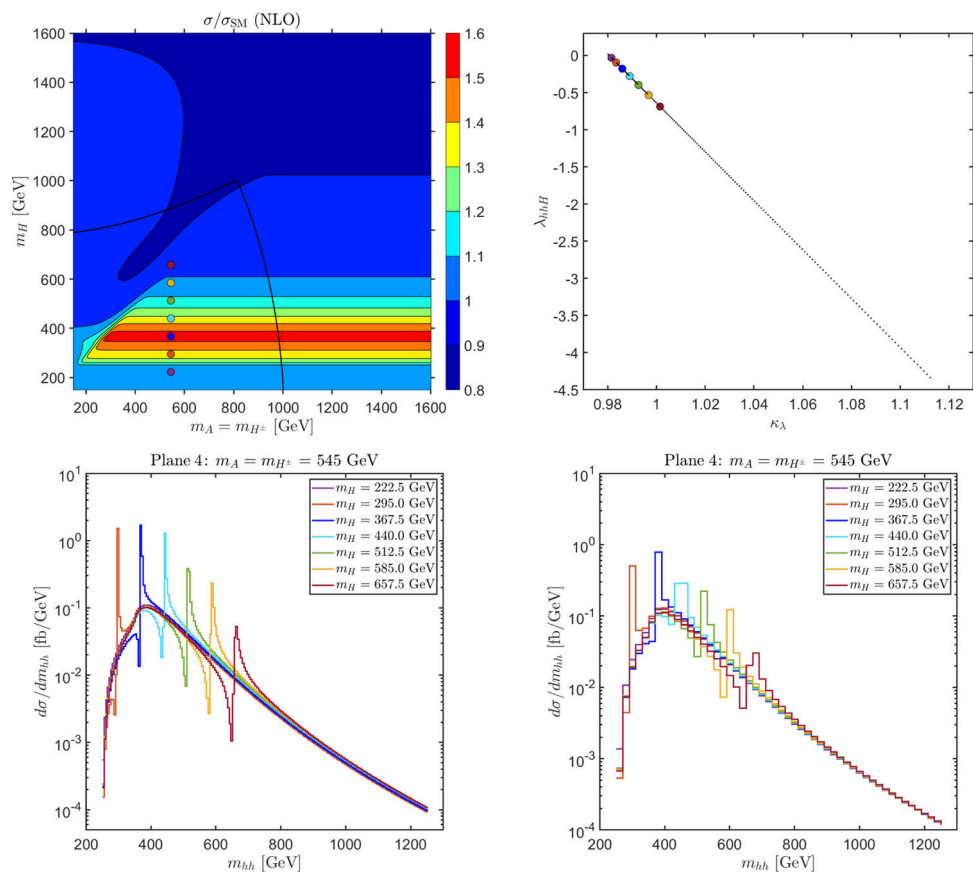 σ/σ_SM (NLO)
1600
1400
1200
1000
800
600
400
200
m_H [GeV]
200 400 600 800 1000 1200 1400 1600
m_A = m_H± [GeV]
1.6
1.5
1.4
1.3
1.2
1.1
1
0.9
0.8
0
-0.5
-1
-1.5
-2
-2.5
-3
-3.5
-4
-4.5
λ_hhH
0.98 1 1.02 1.04 1.06 1.08 1.1 1.12
κ_λ
Plane 4: m_A = m_H± = 545 GeV
m_H = 222.5 GeV
m_H = 295.0 GeV
m_H = 367.5 GeV
m_H = 440.0 GeV
m_H = 512.5 GeV
m_H = 585.0 GeV
m_H = 657.5 GeV
10^1
10^0
10^-1
10^-2
10^-3
10^-4
dσ/dm_hh [fb/GeV]
200 400 600 800 1000 1200
m_hh [GeV]
Plane 4: m_A = m_H± = 545 GeV
m_H = 222.5 GeV
m_H = 295.0 GeV
m_H = 367.5 GeV
m_H = 440.0 GeV
m_H = 512.5 GeV
m_H = 585.0 GeV
m_H = 657.5 GeV
10^1
10^0
10^-1
10^-2
10^-3
10^-4
dσ/dm_hh [fb/GeV]
200 400 600 800 1000 1200
m_hh [GeV]